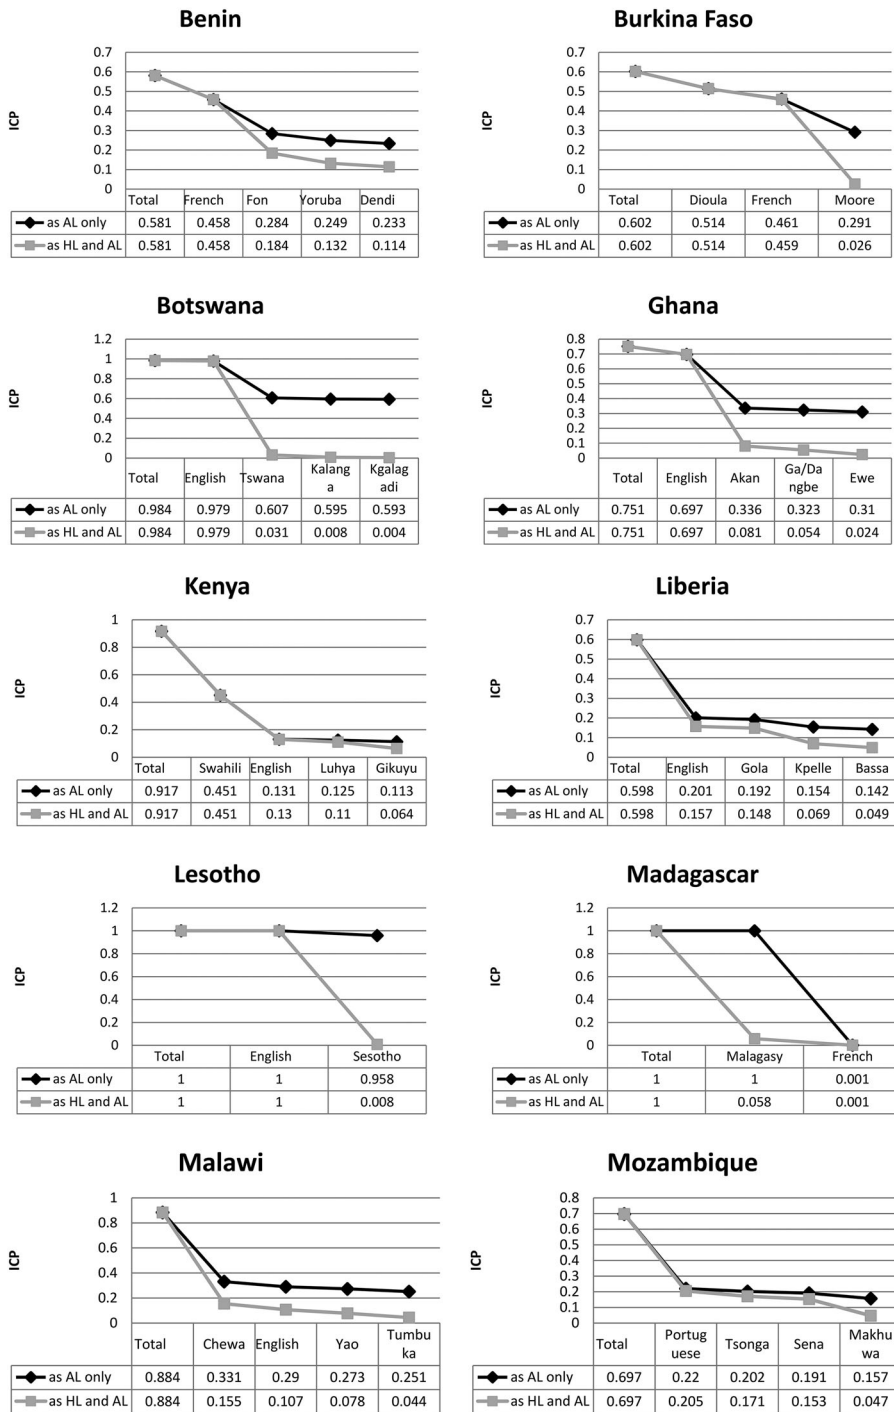 Benin
ICP
0.7
0.6
0.5
0.4
0.3
0.2
0.1
0
Total French Fon Yoruba Dendi
as AL only 0.581 0.458 0.284 0.249 0.233
as HL and AL 0.581 0.458 0.184 0.132 0.114
Burkina Faso
ICP
0.7
0.6
0.5
0.4
0.3
0.2
0.1
0
Total Dioula French Moore
as AL only 0.602 0.514 0.461 0.291
as HL and AL 0.602 0.514 0.459 0.026
Botswana
ICP
1.2
1
0.8
0.6
0.4
0.2
0
Total English Tswana Kalang Kgalag
a adi
as AL only 0.984 0.979 0.607 0.595 0.593
as HL and AL 0.984 0.979 0.031 0.008 0.004
Ghana
ICP
0.8
0.7
0.6
0.5
0.4
0.3
0.2
0.1
0
Total English Akan Ga/Da Ewe
ngbe
as AL only 0.751 0.697 0.336 0.323 0.31
as HL and AL 0.751 0.697 0.081 0.054 0.024
Kenya
ICP
1
0.8
0.6
0.4
0.2
0
Total Swahili English Luhya Gikuyu
as AL only 0.917 0.451 0.131 0.125 0.113
as HL and AL 0.917 0.451 0.13 0.11 0.064
Liberia
ICP
0.7
0.6
0.5
0.4
0.3
0.2
0.1
0
Total English Gola Kpelle Bassa
as AL only 0.598 0.201 0.192 0.154 0.142
as HL and AL 0.598 0.157 0.148 0.069 0.049
Lesotho
ICP
1.2
1
0.8
0.6
0.4
0.2
0
Total English Sesotho
as AL only 1 1 0.958
as HL and AL 1 1 0.008
Madagascar
ICP
1.2
1
0.8
0.6
0.4
0.2
0
Total Malagasy French
as AL only 1 1 0.001
as HL and AL 1 0.058 0.001
Malawi
ICP
1
0.8
0.6
0.4
0.2
0
Total Chewa English Yao Tumbu
ka
as AL only 0.884 0.331 0.29 0.273 0.251
as HL and AL 0.884 0.155 0.107 0.078 0.044
Mozambique
ICP
0.8
0.7
0.6
0.5
0.4
0.3
0.2
0.1
0
Total Portug Tsonga Sena Makhu
uese wa
as AL only 0.697 0.22 0.202 0.191 0.157
as HL and AL 0.697 0.205 0.171 0.153 0.047